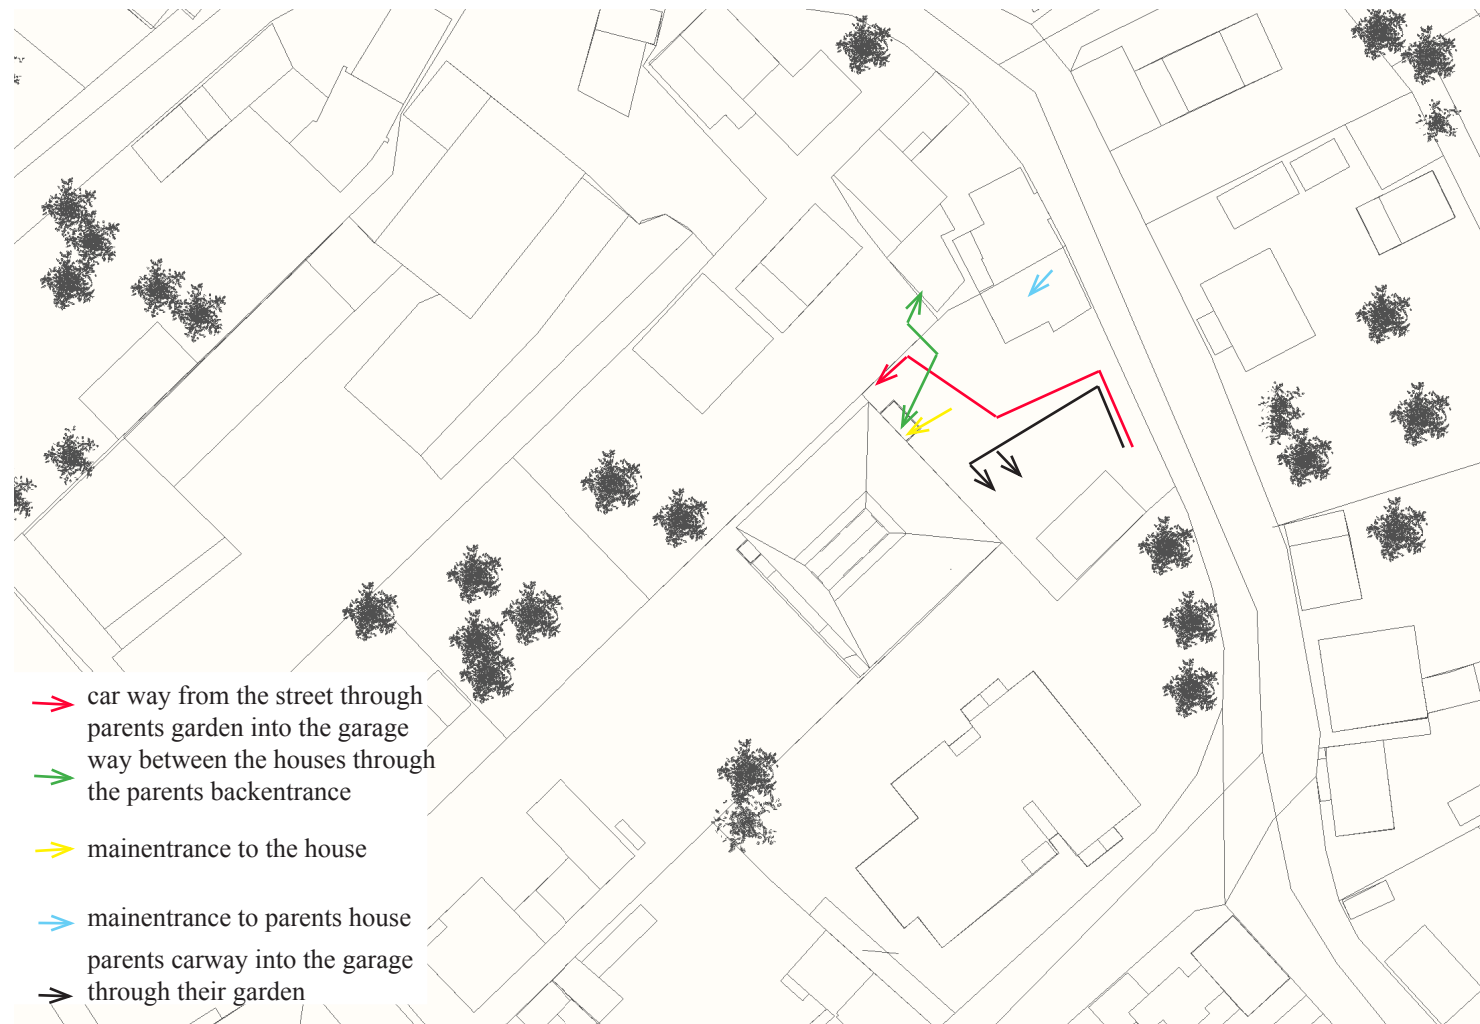 car way from the street through
parents garden into the garage
way between the houses through
the parents backentrance
mainentrance to the house
mainentrance to parents house
parents carway into the garage
through their garden